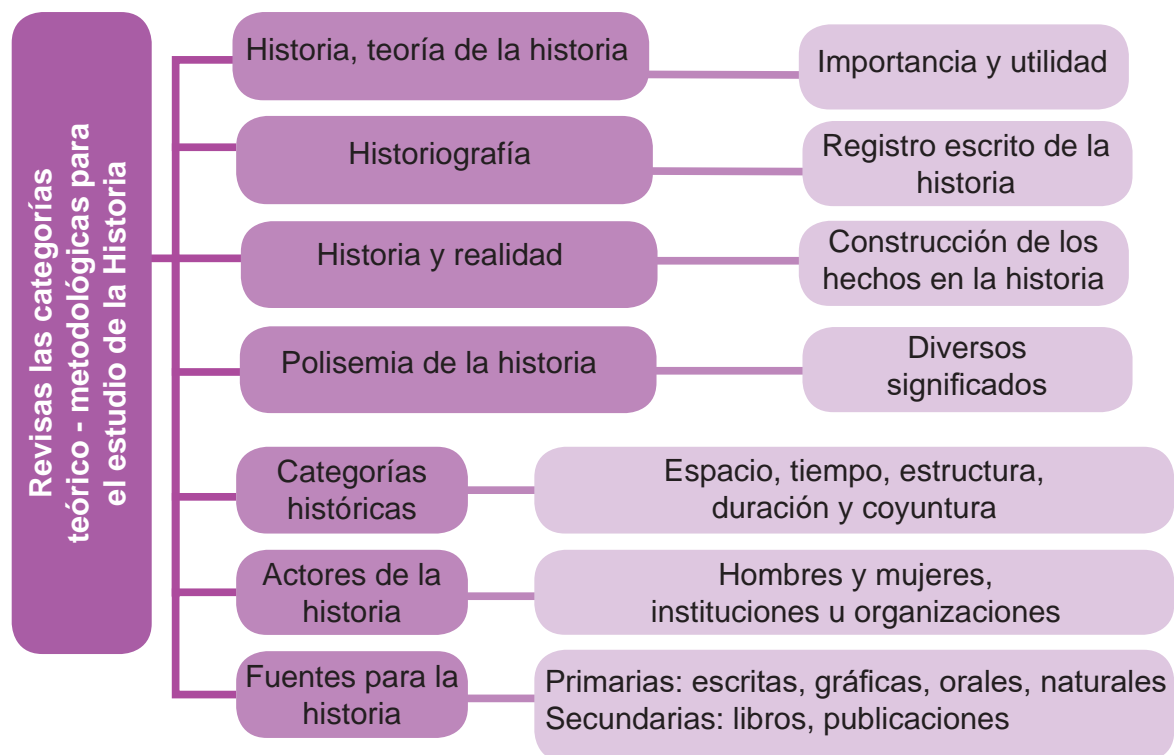 Revisas las categorías
teórico - metodológicas para
el estudio de la Historia
Historia, teoría de la historia
Importancia y utilidad
Historiografía
Registro escrito de la
historia
Historia y realidad
Construcción de los
hechos en la historia
Polisemia de la historia
Diversos
significados
Categorías
históricas
Espacio, tiempo, estructura,
duración y coyuntura
Actores de la
historia
Hombres y mujeres,
instituciones u organizaciones
Fuentes para la
historia
Primarias: escritas, gráficas, orales, naturales
Secundarias: libros, publicaciones